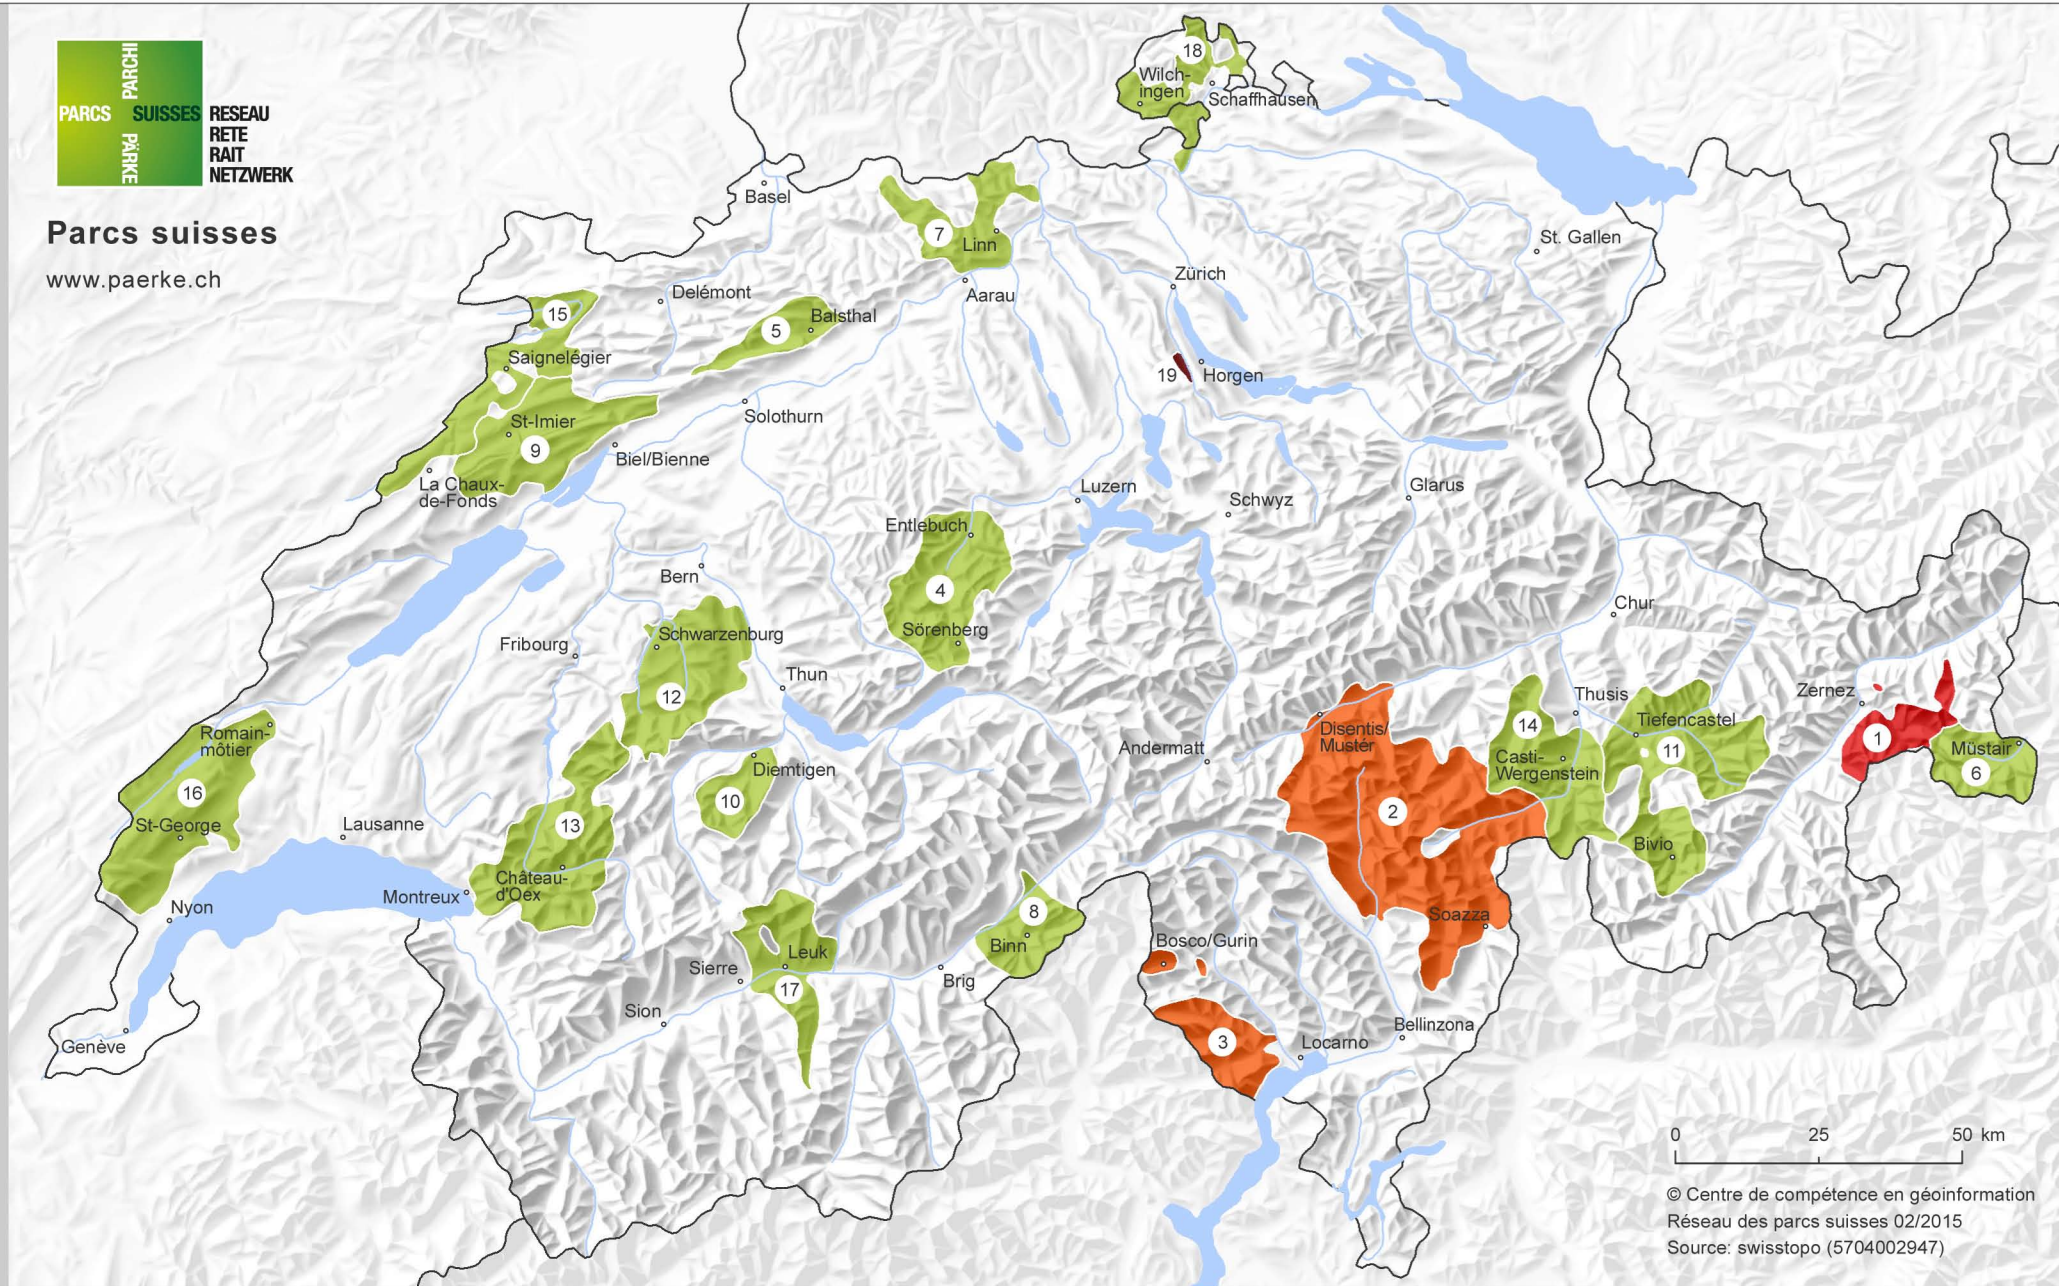 PARCHI
PARCS SUISSES
PÄRKE
RESEAU
RETE
RAIT
NETZWERK
Parcs suisses
www.paerke.ch
18
Wilch-
ingen
Schaffhausen
Basel
7
Linn
St. Gallen
Zürich
Aarau
Delémont
15
5
Balsthal
Saignelégier
19
Horgen
St-Imier
Solothurn
9
Biel/Bienne
La Chaux-
de-Fonds
Luzern
Schwyz
Glarus
Entlebuch
4
Sörenberg
Bern
Chur
Fribourg
Schwarzenburg
12
Thun
Zernez
1
Müstair
6
Thusis
Tiefencastel
11
14
Casti-
Wergenstein
Disentis/
Mustér
2
Andermatt
Romain-
môtier
16
St-George
Diemtigen
10
13
Lausanne
Château-
d'Oex
Montreux
Nyon
Bivio
8
Binn
Soazza
Bosco/Gurin
Leuk
17
Sierre
Brig
Sion
Genève
3
Locarno
Bellinzona
0 25 50 km
© Centre de compétence en géoinformation
Réseau des parcs suisses 02/2015
Source: swisstopo (5704002947)